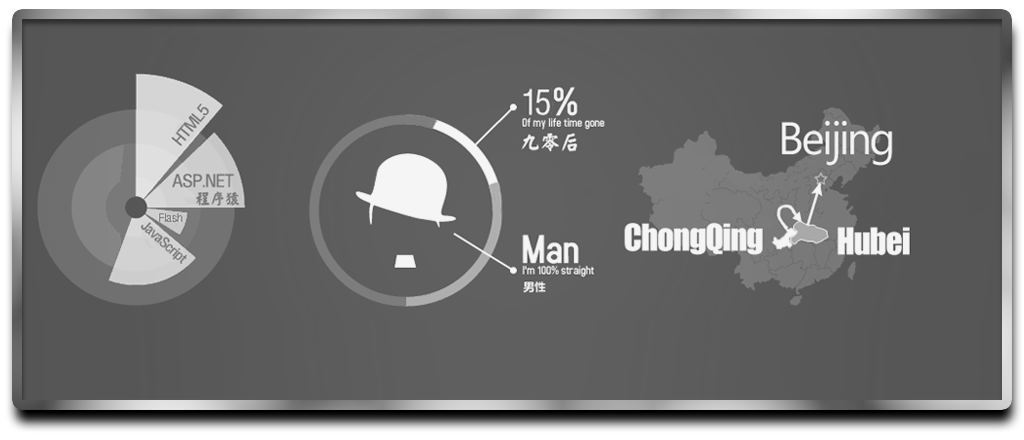 HTML5
ASP.NET
程序猿
Flash
JavaScript
15%
Of my life time gone
九零后
Man
I'm 100% straight
男性
Beijing
ChongQing
Hubei